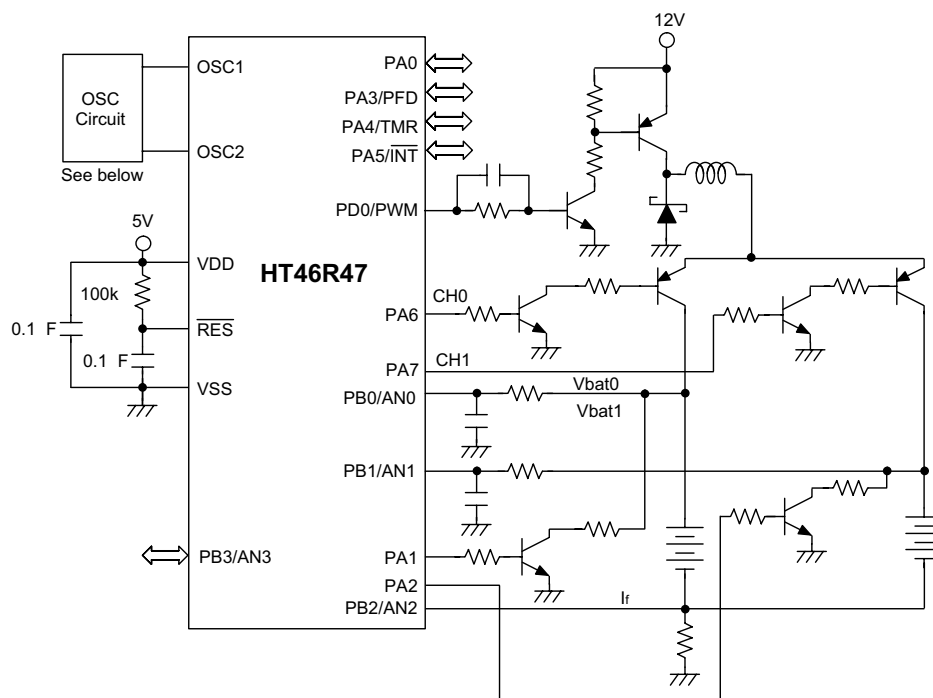 12V
OSC1
OSC Circuit
OSC2
See below
PA0
PA3/PFD
PA4/TMR
PA5/INT
PD0/PWM
5V
VDD
HT46R47
100k
0.1 F
RES
0.1 F
VSS
CH0
PA6
CH1
PA7
PB0/AN0
Vbat0
Vbat1
PB1/AN1
PB3/AN3
PA1
PA2
PB2/AN2
If